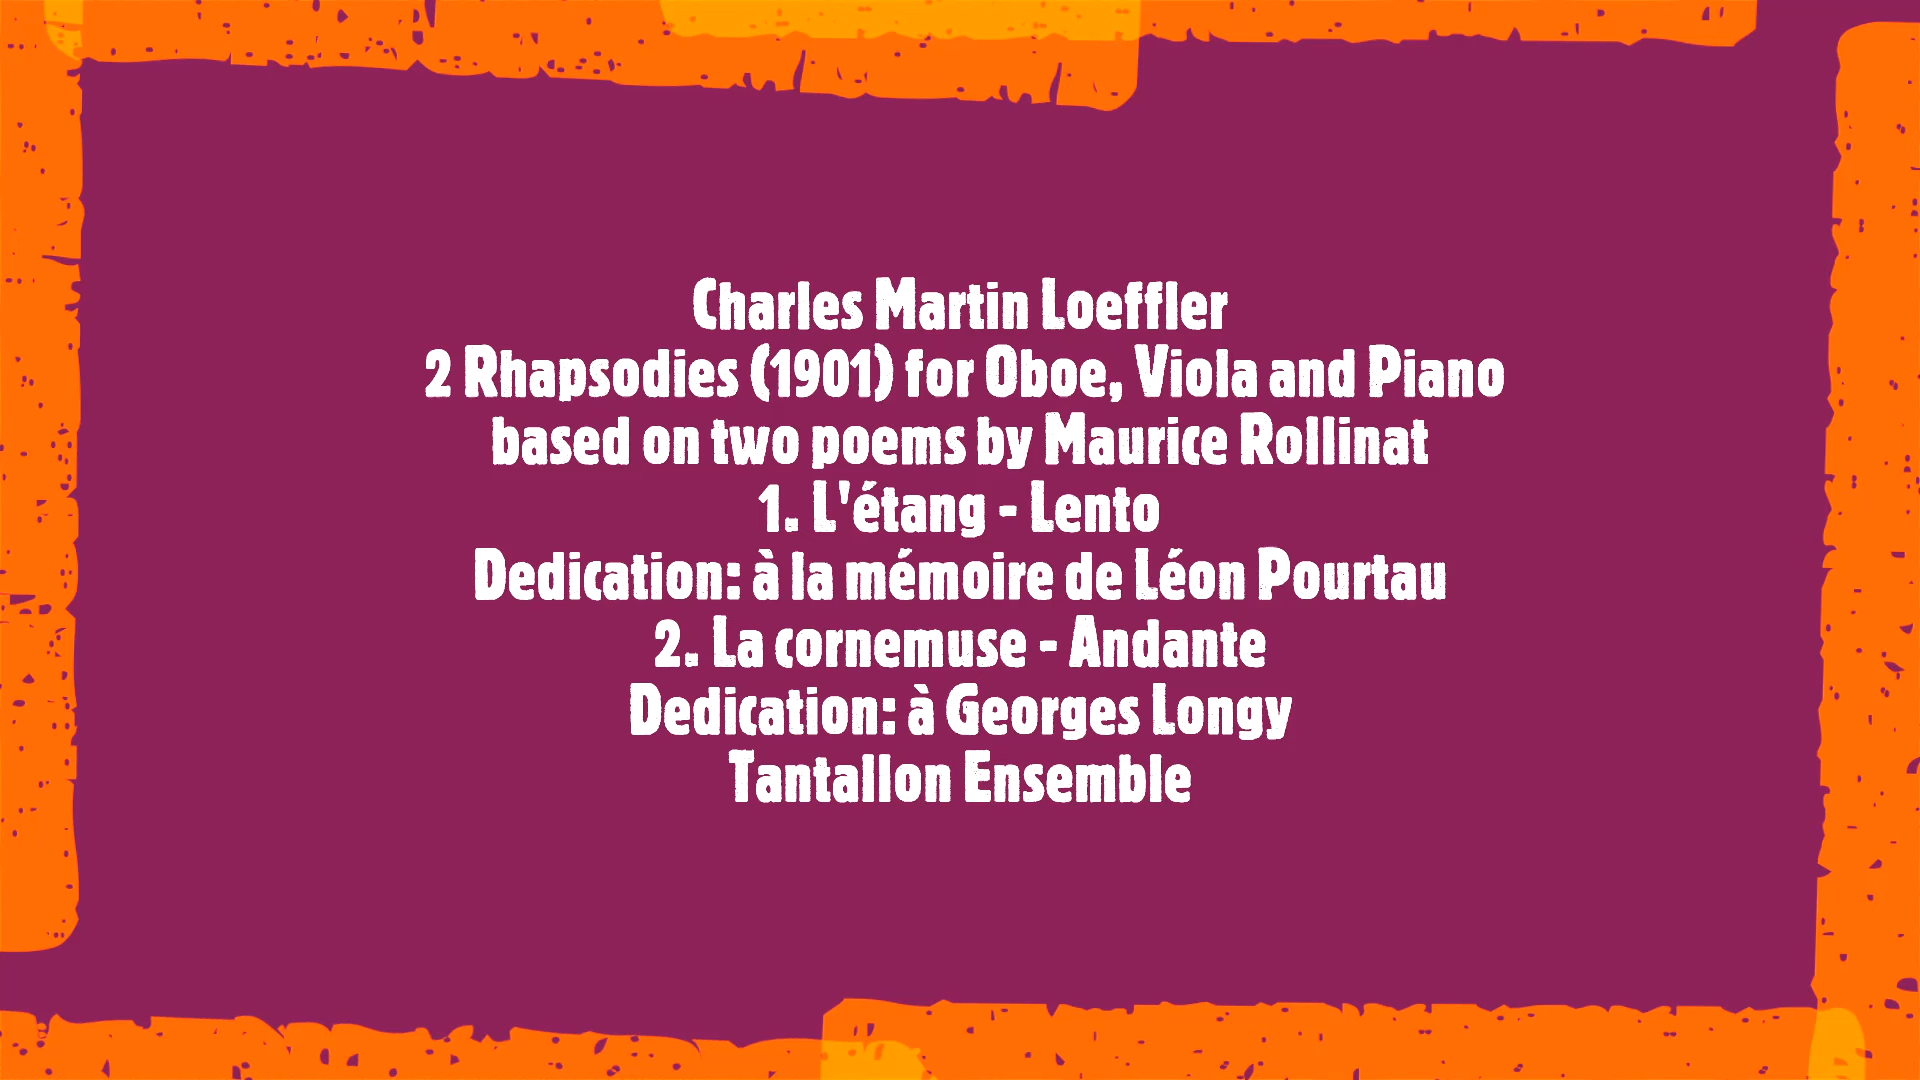 Charles Martin Loeffler
2 Rhapsodies (1901) for Oboe, Viola and Piano
based on two poems by Maurice Rollinat
1. L'étang - Lento
Dedication: à la mémoire de Léon Pourtau
2. La cornemuse - Andante
Dedication: à Georges Longy
Tantallon Ensemble